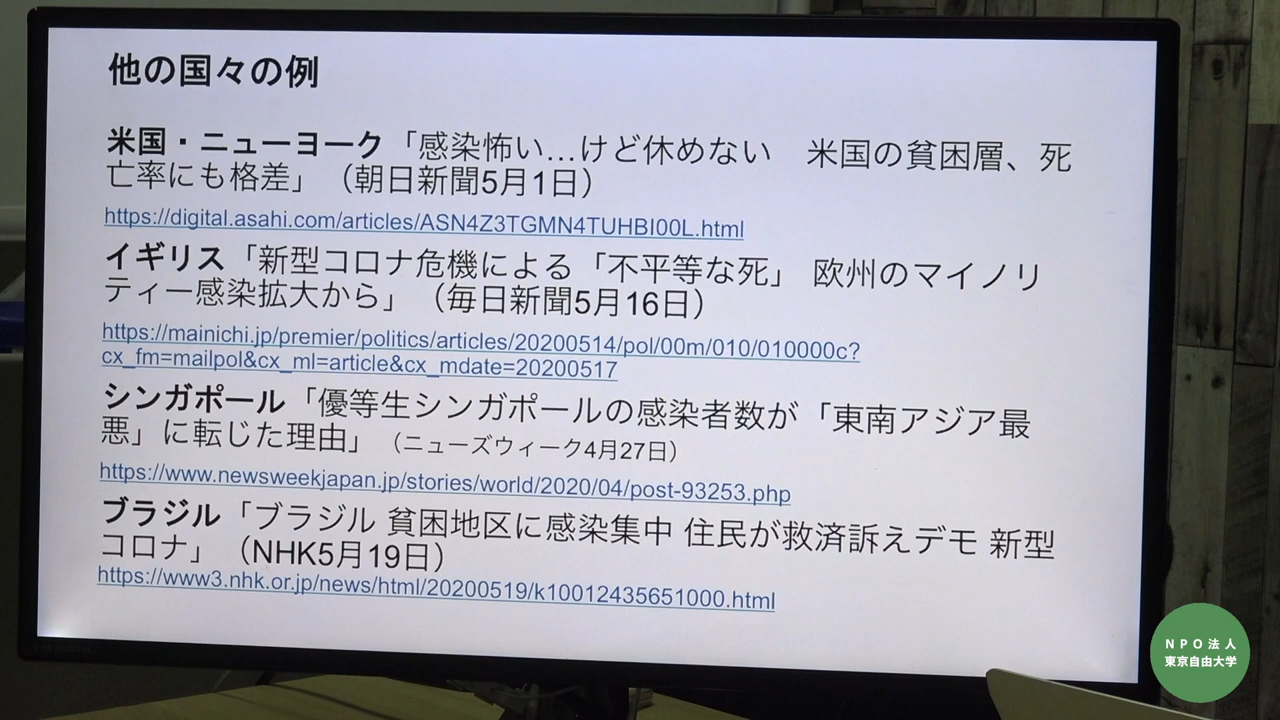 他の国々の例
米国・ニューヨーク「感染怖い…けど休めない　米国の貧困層、死
亡率にも格差」（朝日新聞5月1日）
https://digital.asahi.com/articles/ASN4Z3TGMN4TUHBI00L.html
イギリス「新型コロナ危機による「不平等な死」 欧州のマイノリ
ティー感染拡大から」（毎日新聞5月16日）
https://mainichi.jp/premier/politics/articles/20200514/pol/00m/010/010000c?
cx_fm=mailpol&cx_ml=article&cx_mdate=20200517
シンガポール「優等生シンガポールの感染者数が「東南アジア最
悪」に転じた理由」（ニューズウィーク4月27日）
https://www.newsweekjapan.jp/stories/world/2020/04/post-93253.php
ブラジル「ブラジル 貧困地区に感染集中 住民が救済訴えデモ 新型
コロナ」（NHK5月19日）
https://www3.nhk.or.jp/news/html/20200519/k10012435651000.html
NPO法人
東京自由大学